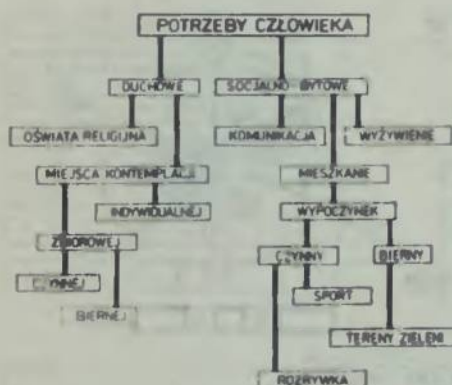 POTRZEBY CZŁOWIEKA
DUCHOWE
SOCJALNO-BYTOWE
OŚWIATA RELIGIJNA
KOMUNIKACJA
WYŻYWIENIE
MIEJSCA KONTEMPLACJI
MIESZKANIE
INDYWIDUALNEJ
WYPOCZYNEK
ZBIOROWEJ
CZYNNY
BIERNY
CZYNNEJ
SPORT
BIERNEJ
TERENY ZIELENI
ROZRYWKA